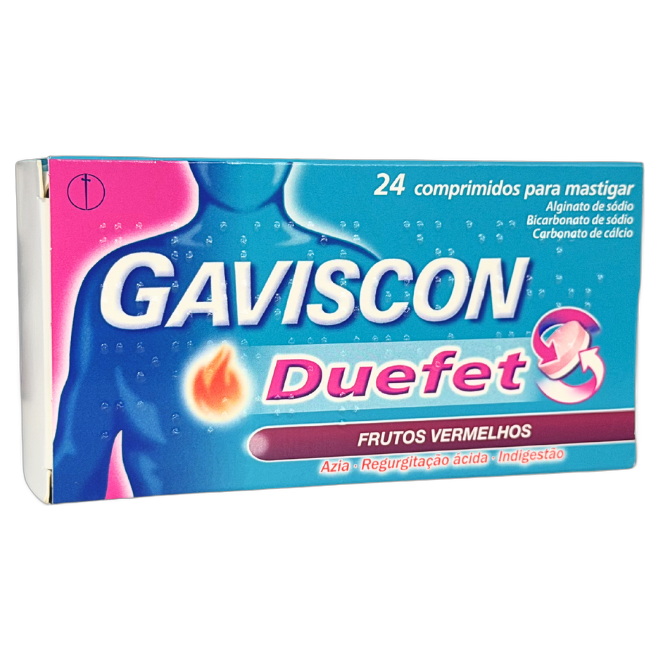 24 comprimidos para mastigar
Alginato de sódio
Bicarbonato de sódio
Carbonato de cálcio
GAVISCON
Duefet
FRUTOS VERMELHOS
Azia · Regurgitação ácida · Indigestão